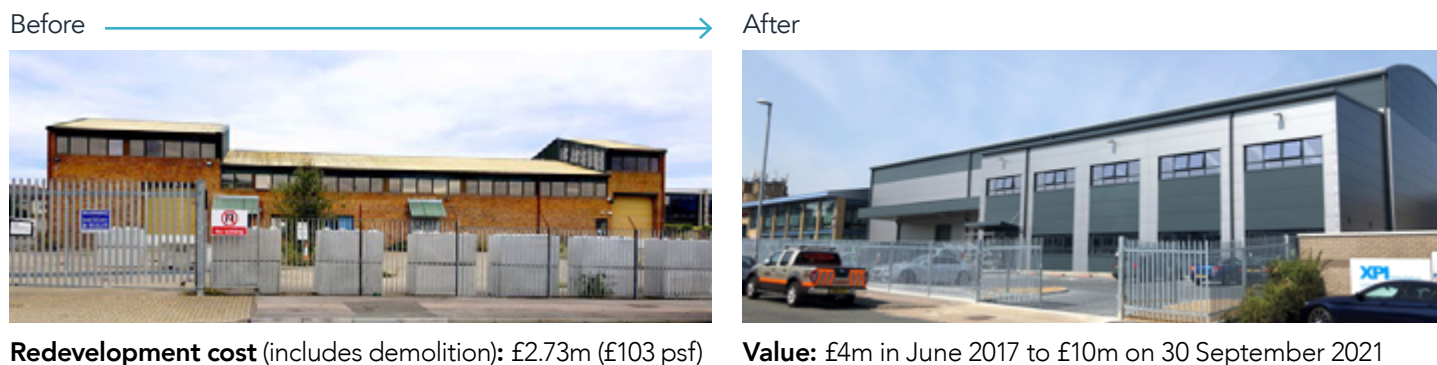 Before
After
XPI
Redevelopment cost (includes demolition): £2.73m (£103 psf)
Value: £4m in June 2017 to £10m on 30 September 2021